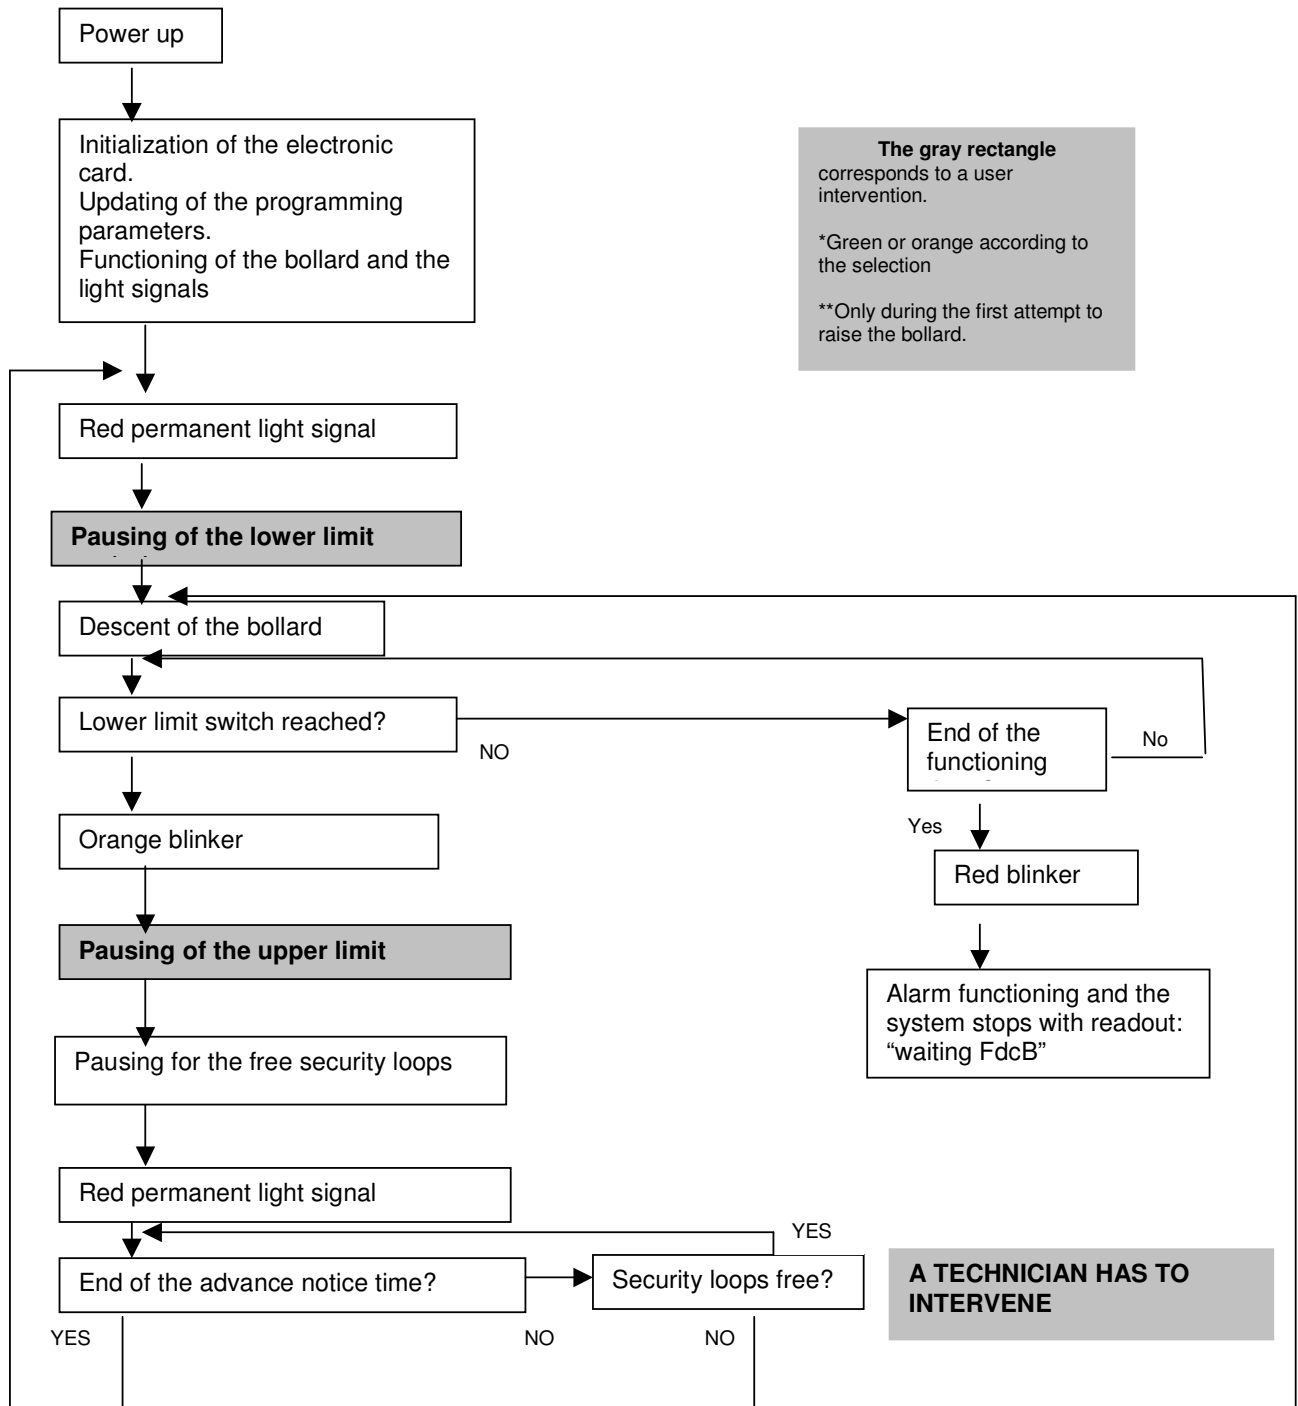 Power up
Initialization of the electronic
card.
Updating of the programming
parameters.
Functioning of the bollard and the
light signals
The gray rectangle
corresponds to a user
intervention.
*Green or orange according to
the selection
**Only during the first attempt to
raise the bollard.
Red permanent light signal
Pausing of the lower limit
Descent of the bollard
Lower limit switch reached?
NO
End of the
functioning
No
Yes
Orange blinker
Red blinker
Pausing of the upper limit
Alarm functioning and the
system stops with readout:
“waiting FdcB”
Pausing for the free security loops
Red permanent light signal
YES
End of the advance notice time?
Security loops free?
A TECHNICIAN HAS TO
INTERVENE
YES
NO
NO